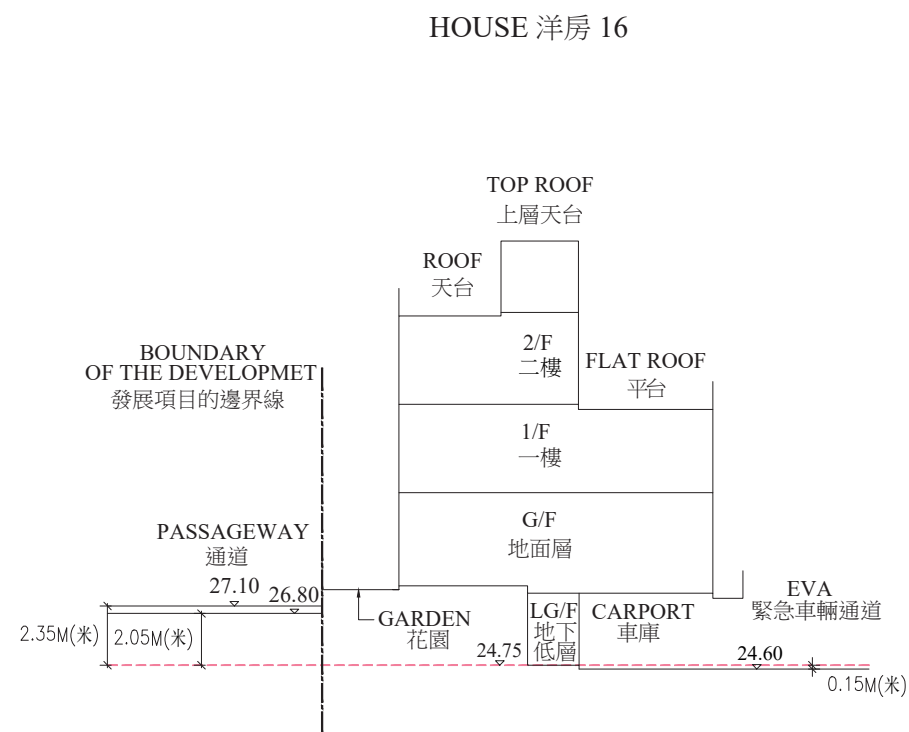 HOUSE 洋房 16
TOP ROOF
上層天台
ROOF
天台
2/F
二樓
FLAT ROOF
平台
BOUNDARY
OF THE DEVELOPMET
發展項目的邊界線
1/F
一樓
G/F
地面層
PASSAGEWAY
通道
27.10
26.80
2.35M(米)
2.05M(米)
GARDEN
花園
LG/F
地下
低層
CARPORT
車庫
EVA
緊急車輛通道
24.75
24.60
0.15M(米)